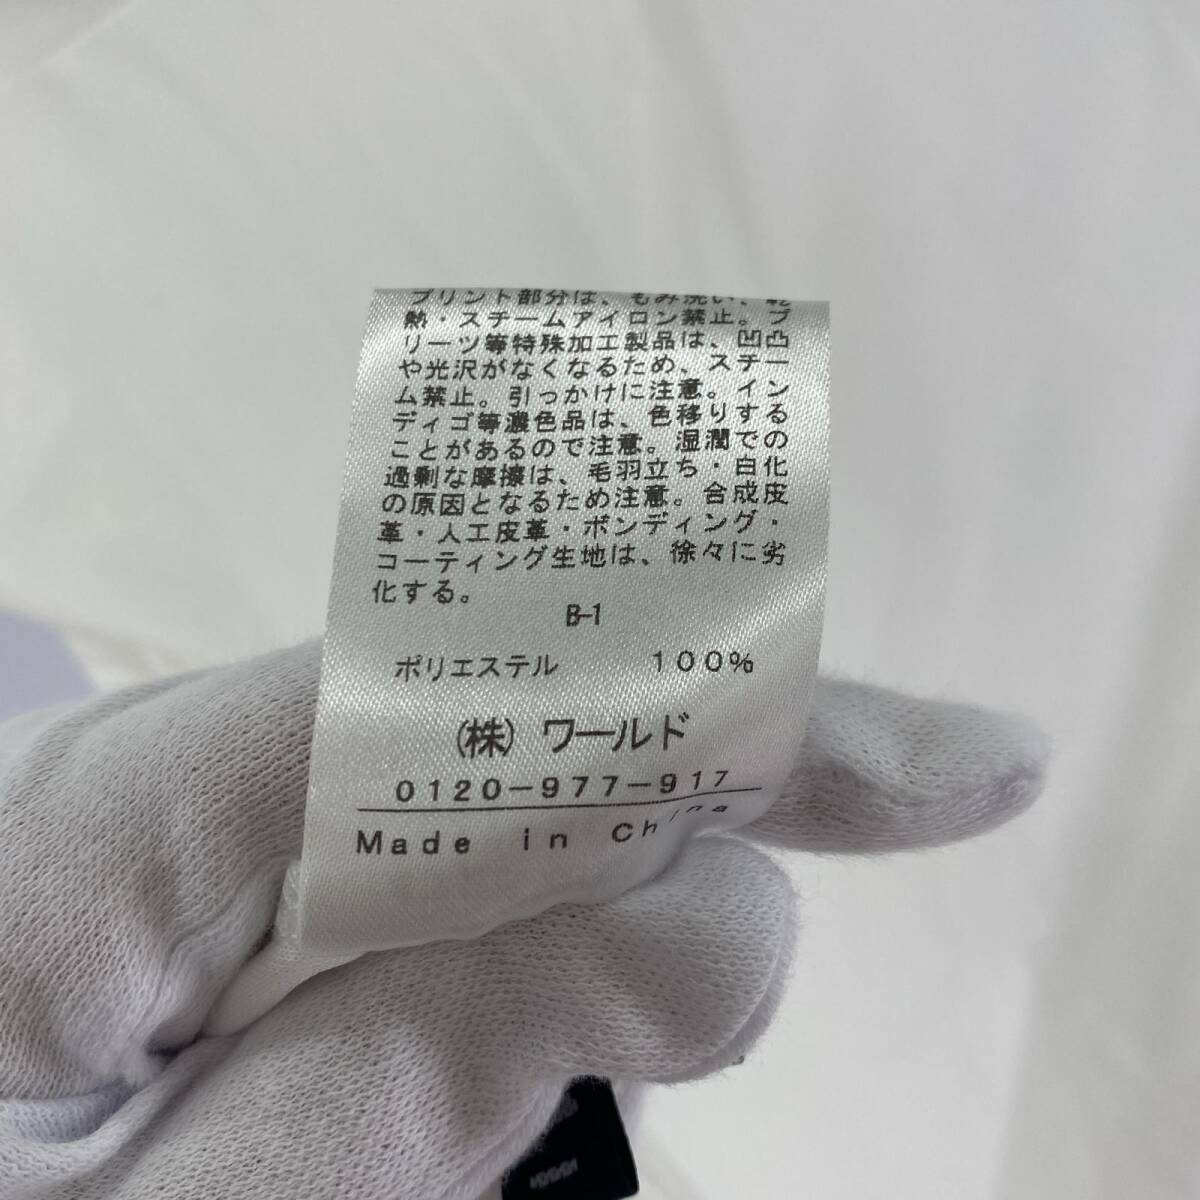 プリント部分は、もみ洗い、乾
熱・スチームアイロン禁止。プ
リーツ等特殊加工製品は、凹凸
や光沢がなくなるため、スチー
ム禁止。引っかけに注意。イン
ディゴ等濃色品は、色移りする
ことがあるので注意。湿潤での
過剰な摩擦は、毛羽立ち・白化
の原因となるため注意。合成皮
革・人工皮革・ボンディング・
コーティング生地は、徐々に劣
化する。
B-1
ポリエステル 100%
(株)ワールド
0120-977-917
Made in China